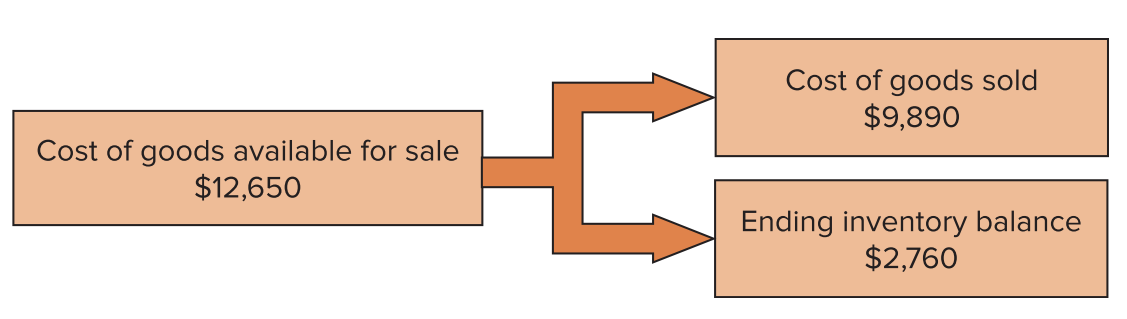 Cost of goods available for sale
$12,650
Cost of goods sold
$9,890
Ending inventory balance
$2,760